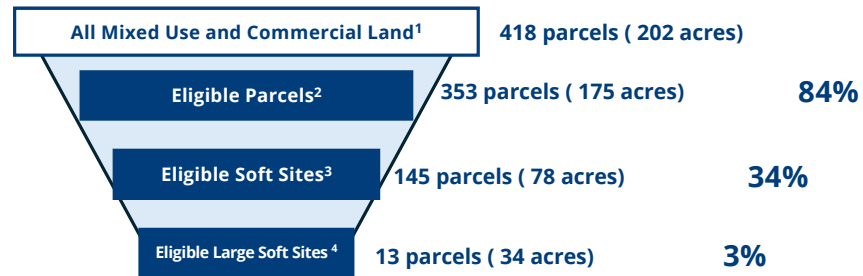 All Mixed Use and Commercial Land¹ 418 parcels ( 202 acres)
Eligible Parcels² 353 parcels ( 175 acres) 84%
Eligible Soft Sites³ 145 parcels ( 78 acres) 34%
Eligible Large Soft Sites ⁴ 13 parcels ( 34 acres) 3%